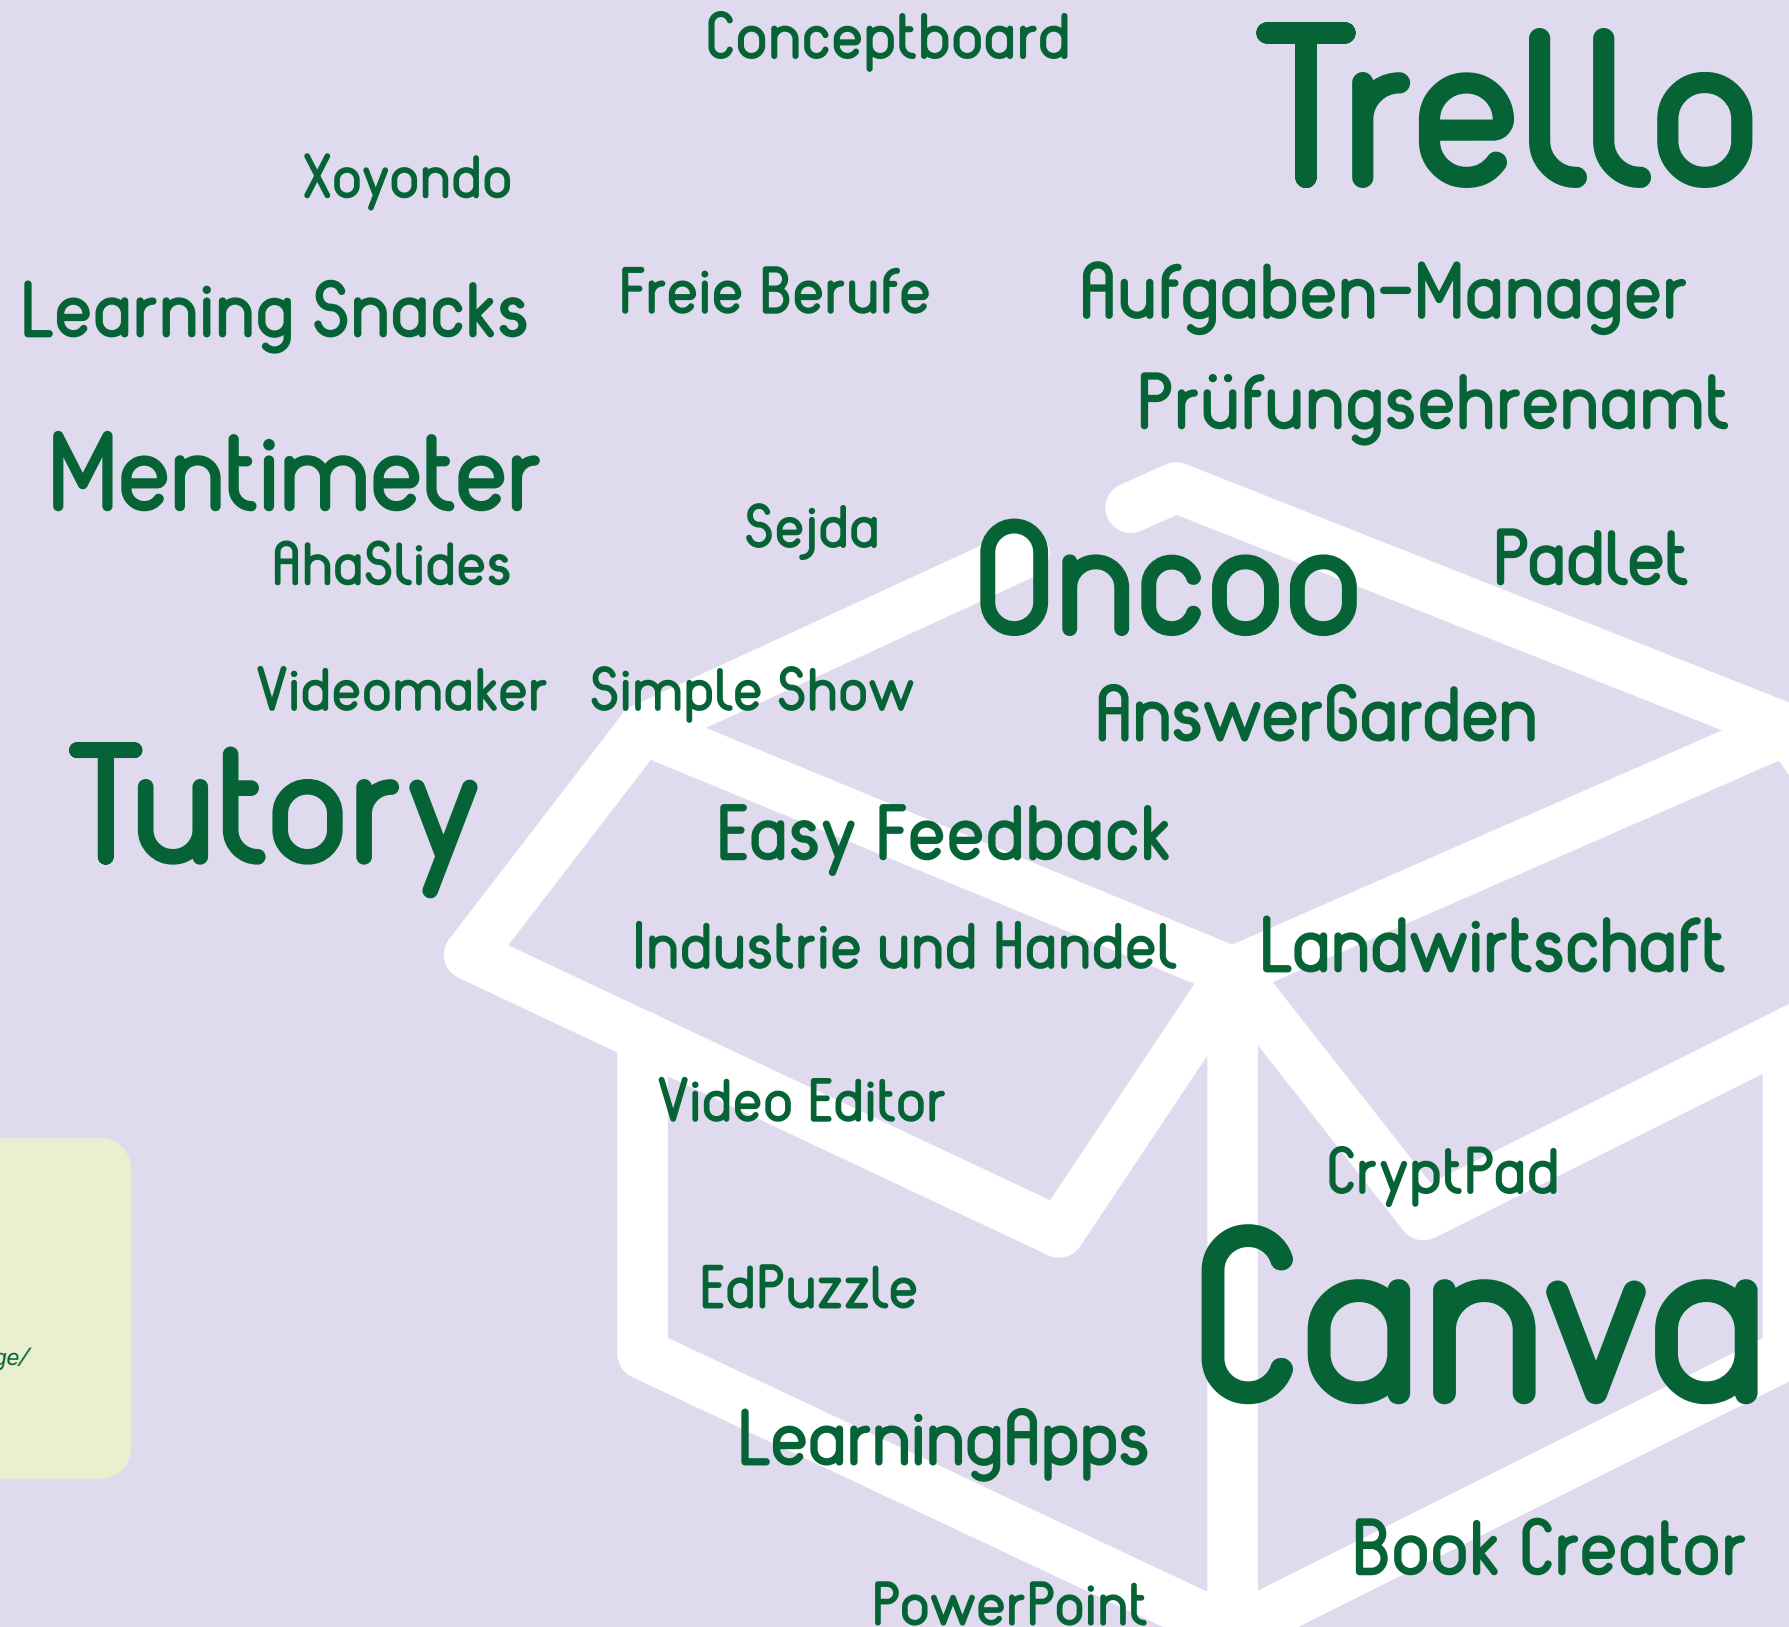 Conceptboard
Trello
Xoyondo
Learning Snacks
Freie Berufe
Aufgaben-Manager
Prüfungsehrenamt
Mentimeter
Sejda
Oncoo
Padlet
AhaSlides
Videomaker
Simple Show
AnswerGarden
Tutory
Easy Feedback
Industrie und Handel
Landwirtschaft
Video Editor
CryptPad
EdPuzzle
Canva
ge/
LearningApps
Book Creator
PowerPoint